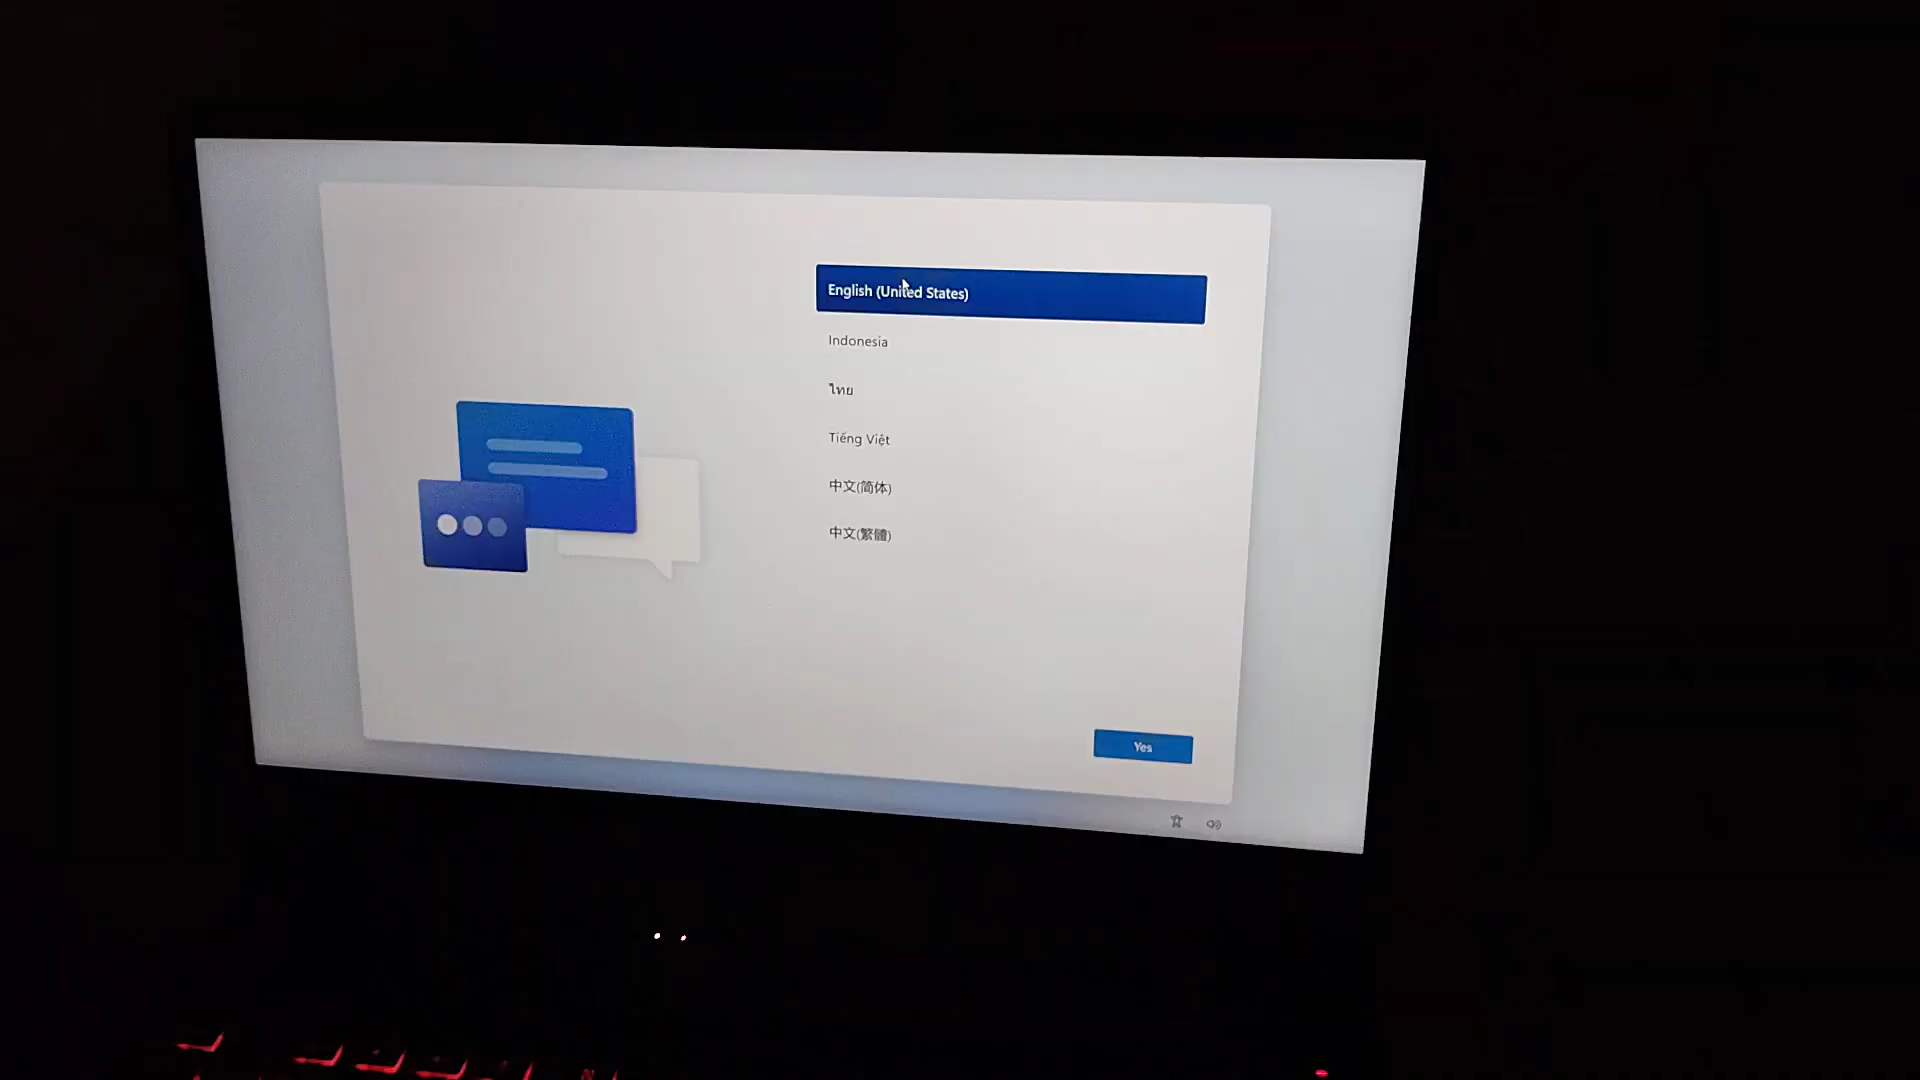 English (United States)
Indonesia
ไทย
Tiếng Việt
中文(简体)
中文(繁體)
Yes